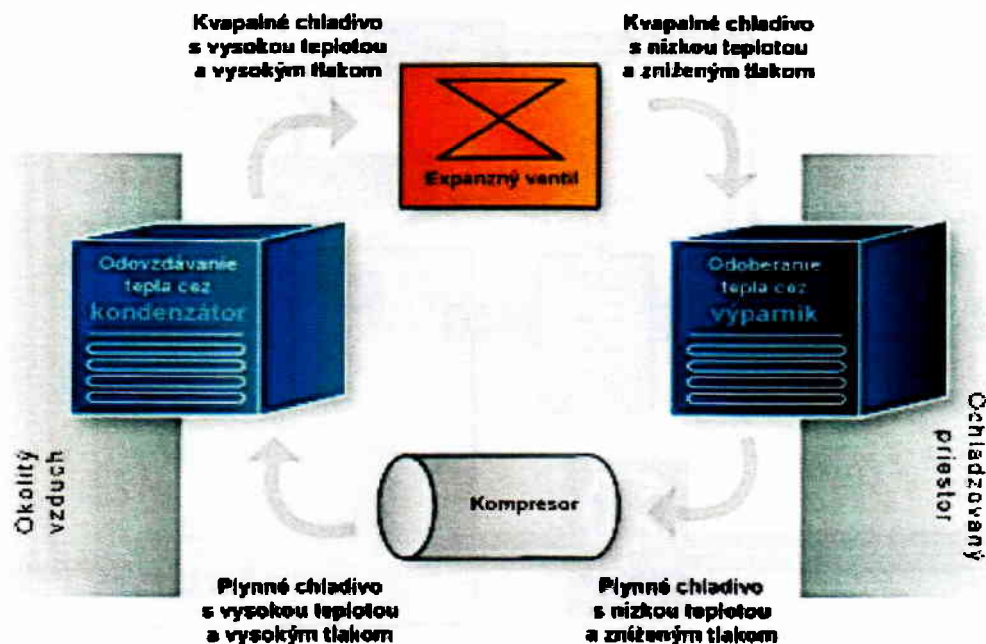 Kvapalné chladivo
s vysokou teplotou
a vysokým tlakom
Kvapalné chladivo
s nízkou teplotou
a zníženým tlakom
Expanzný ventil
Odovzdávanie
tepla cez
kondenzátor
Odoberanie
tepla cez
výparník
Okolitý
vzduch
Ochladzovaný
priestor
Kompresor
Plynné chladivo
s vysokou teplotou
a vysokým tlakom
Plynné chladivo
s nízkou teplotou
a zníženým tlakom